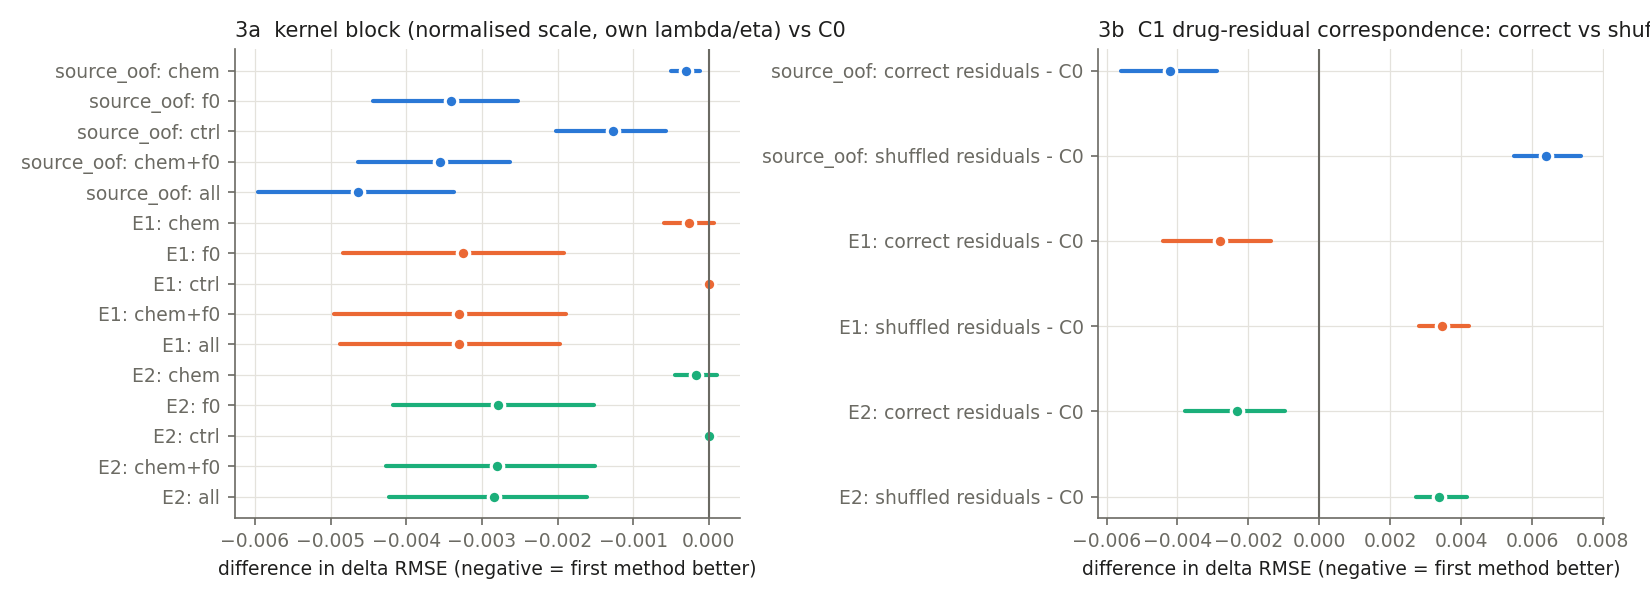 3a  kernel block (normalised scale, own lambda/eta) vs C0
source_oof: chem
source_oof: f0
source_oof: ctrl
source_oof: chem+f0
source_oof: all
E1: chem
E1: f0
E1: ctrl
E1: chem+f0
E1: all
E2: chem
E2: f0
E2: ctrl
E2: chem+f0
E2: all
−0.006 −0.005 −0.004 −0.003 −0.002 −0.001 0.000
difference in delta RMSE (negative = first method better)
3b  C1 drug-residual correspondence: correct vs shuf
source_oof: correct residuals - C0
source_oof: shuffled residuals - C0
E1: correct residuals - C0
E1: shuffled residuals - C0
E2: correct residuals - C0
E2: shuffled residuals - C0
−0.006 −0.004 −0.002 0.000 0.002 0.004 0.006 0.008
difference in delta RMSE (negative = first method better)